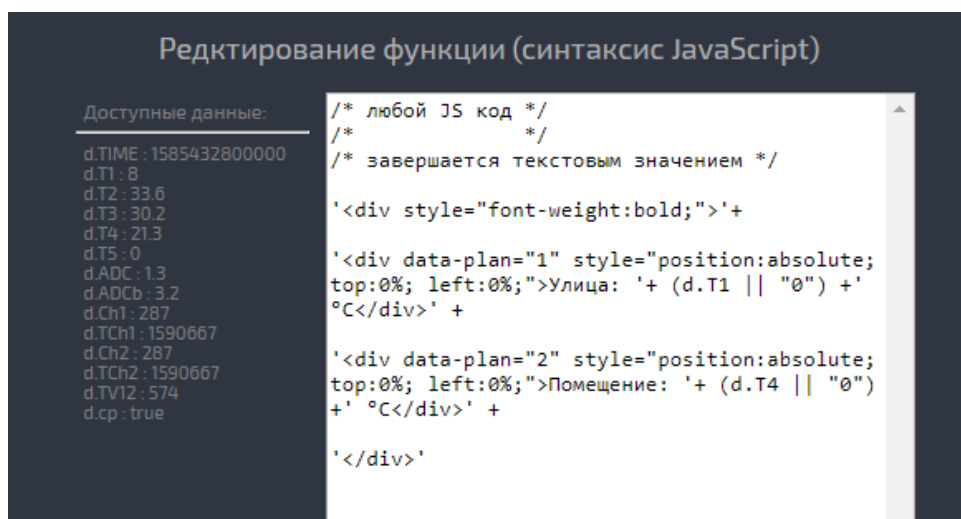 Редктирование функции (синтаксис JavaScript)
Доступные данные:
d.TIME : 1585432800000
d.T1 : 8
d.T2 : 33.6
d.T3 : 30.2
d.T4 : 21.3
d.T5 : 0
d.ADC : 1.3
d.ADCb : 3.2
d.Ch1 : 287
d.TCh1 : 1590667
d.Ch2 : 287
d.TCh2 : 1590667
d.TV12 : 574
d.cp : true
/* любой JS код */
/* */
/* завершается текстовым значением */
'<div style="font-weight:bold;">'+
'<div data-plan="1" style="position:absolute;
top:0%; left:0%;">Улица: '+ (d.T1 || "0") +'
°C</div>' +
'<div data-plan="2" style="position:absolute;
top:0%; left:0%;">Помещение: '+ (d.T4 || "0")
+' °C</div>' +
'</div>'